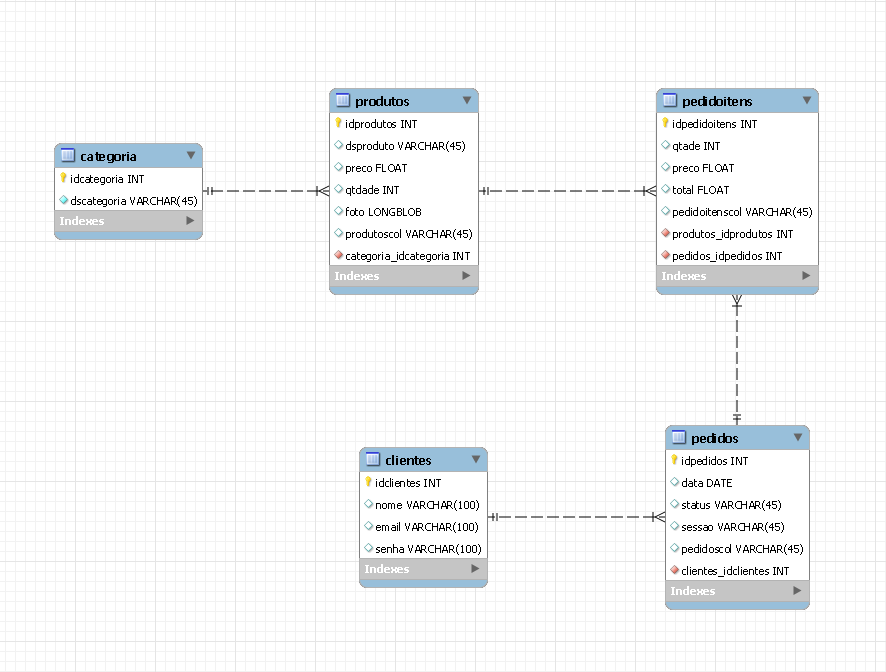 categoria
idcategoria INT
dscategoria VARCHAR(45)
Indexes
produtos
idprodutos INT
dsproduto VARCHAR(45)
preco FLOAT
qtdade INT
foto LONGBLOB
produtoscol VARCHAR(45)
categoria_idcategoria INT
Indexes
pedidoitens
idpedidoitens INT
qtade INT
preco FLOAT
total FLOAT
pedidoitenscol VARCHAR(45)
produtos_idprodutos INT
pedidos_idpedidos INT
Indexes
clientes
idclientes INT
nome VARCHAR(100)
email VARCHAR(100)
senha VARCHAR(100)
Indexes
pedidos
idpedidos INT
data DATE
status VARCHAR(45)
sessao VARCHAR(45)
pedidoscol VARCHAR(45)
clientes_idclientes INT
Indexes